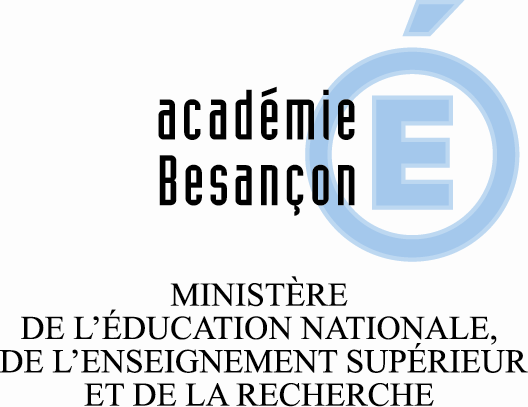 académie
Besançon
É
MINISTÈRE
DE L'ÉDUCATION NATIONALE,
DE L'ENSEIGNEMENT SUPÉRIEUR
ET DE LA RECHERCHE